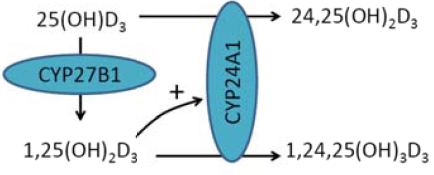 25(OH)D₃
24,25(OH)₂D₃
CYP27B1
CYP24A1
+
1,25(OH)₂D₃
1,24,25(OH)₃D₃